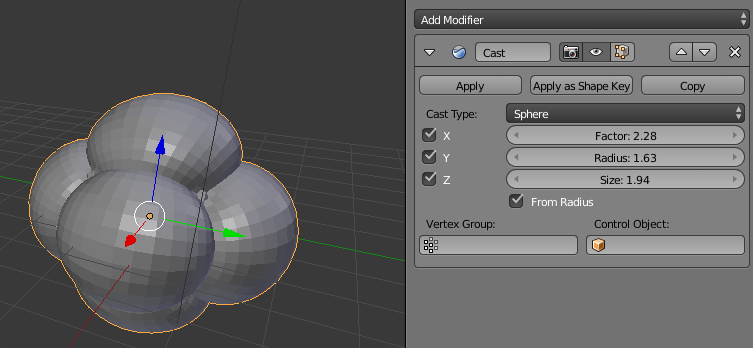 Add Modifier
Cast
Apply
Apply as Shape Key
Copy
Cast Type:
Sphere
X
Factor: 2.28
Y
Radius: 1.63
Z
Size: 1.94
From Radius
Vertex Group:
Control Object: